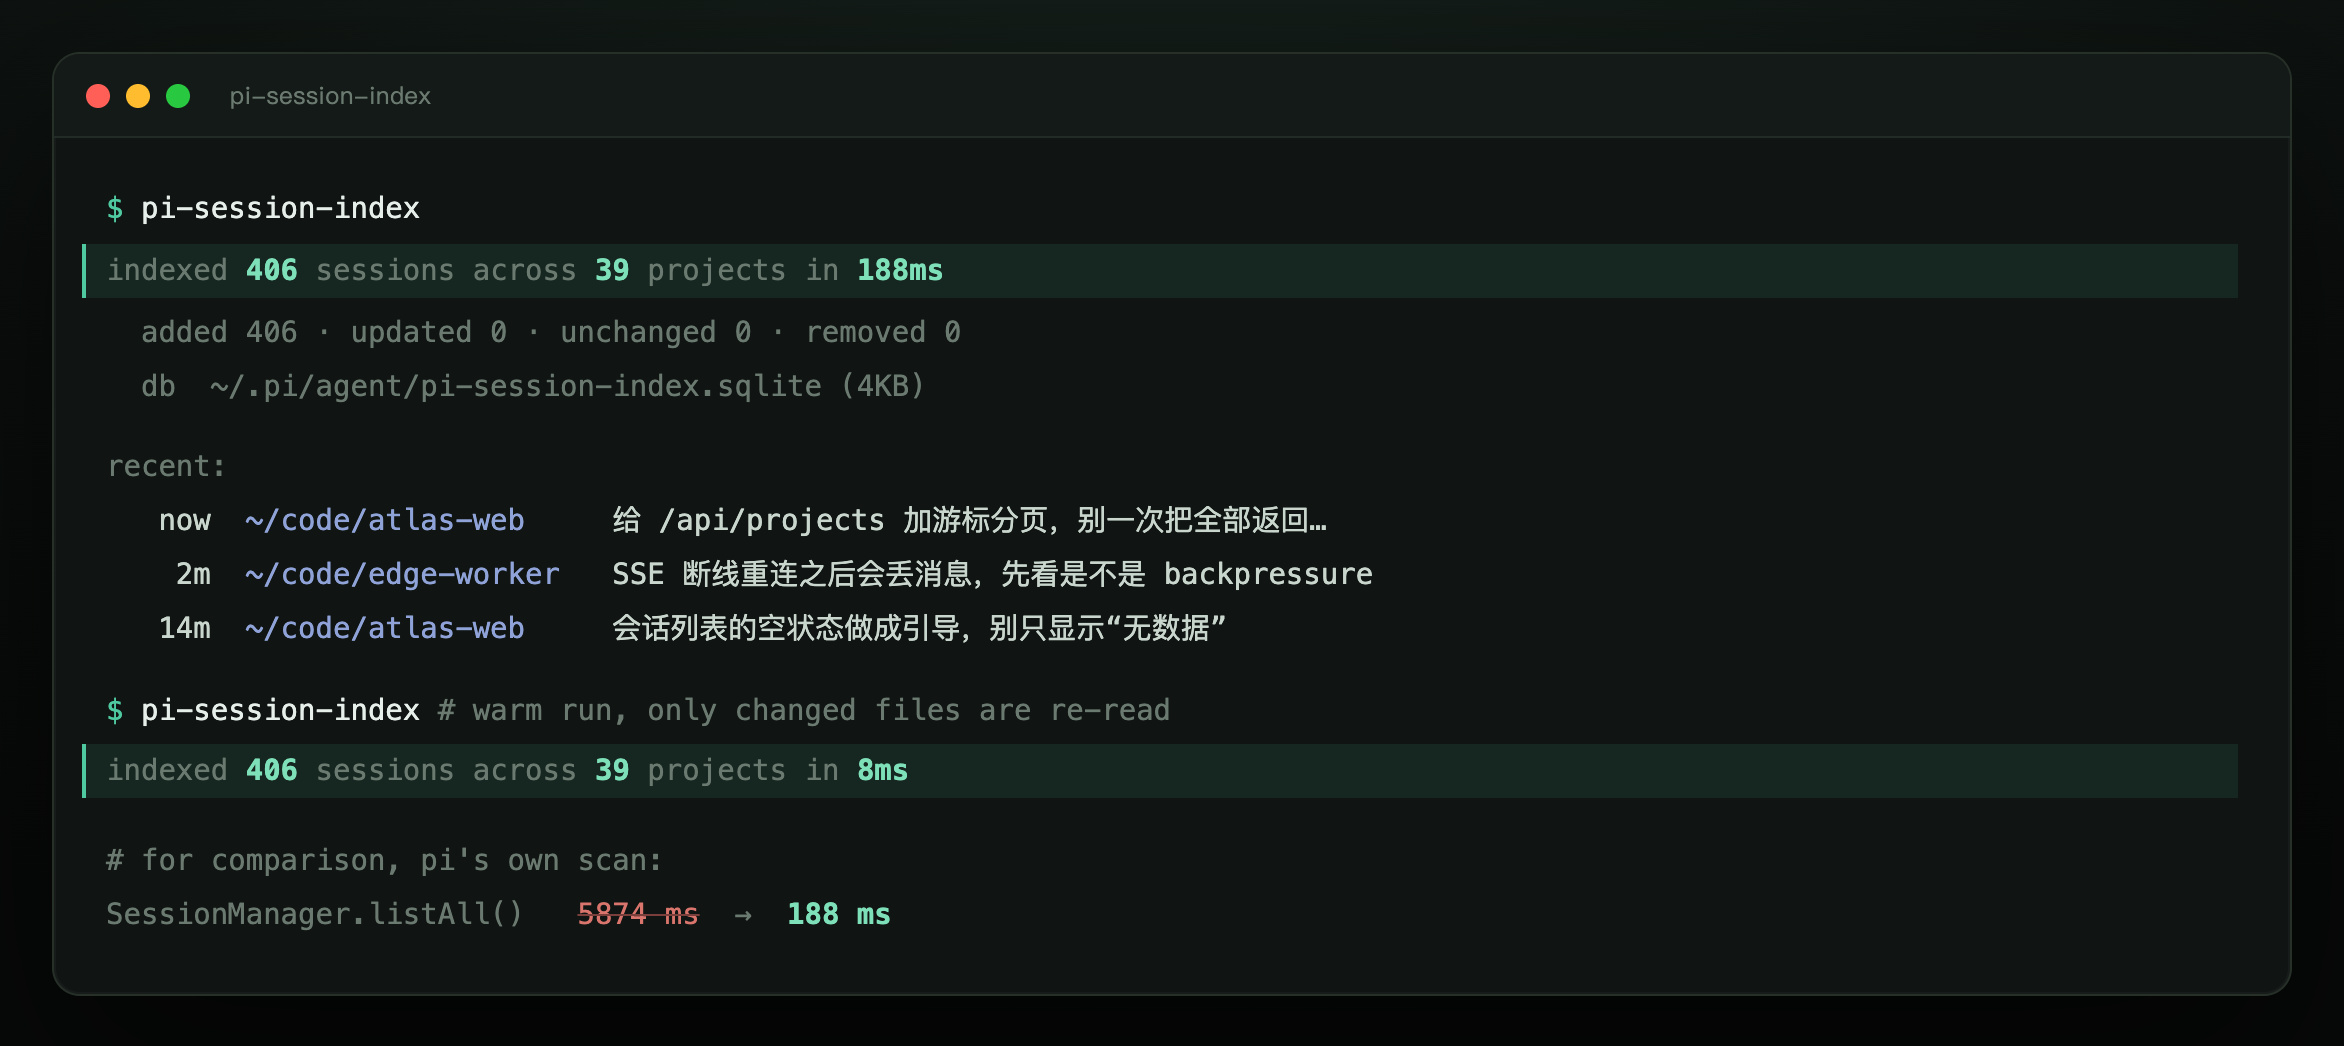 pi-session-index
$ pi-session-index
indexed 406 sessions across 39 projects in 188ms
added 406 · updated 0 · unchanged 0 · removed 0
db ~/.pi/agent/pi-session-index.sqlite (4KB)
recent:
now ~/code/atlas-web 给 /api/projects 加游标分页，别一次把全部返回…
2m ~/code/edge-worker SSE 断线重连之后会丢消息，先看是不是 backpressure
14m ~/code/atlas-web 会话列表的空状态做成引导，别只显示“无数据”
$ pi-session-index # warm run, only changed files are re-read
indexed 406 sessions across 39 projects in 8ms
# for comparison, pi's own scan:
SessionManager.listAll() 5874 ms → 188 ms